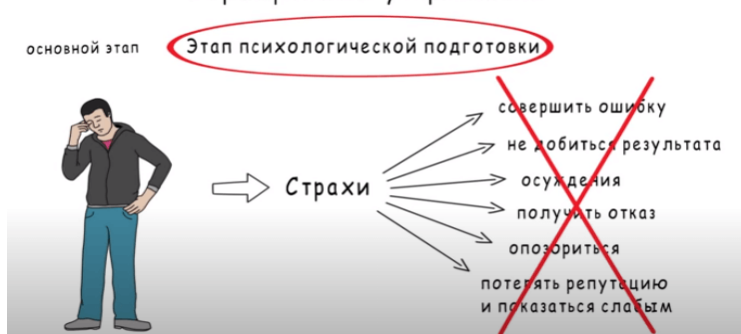 основной этап
Этап психологической подготовки
Страхи
совершить ошибку
не добиться результата
осуждения
получить отказ
опозориться
потерять репутацию
и показаться слабым